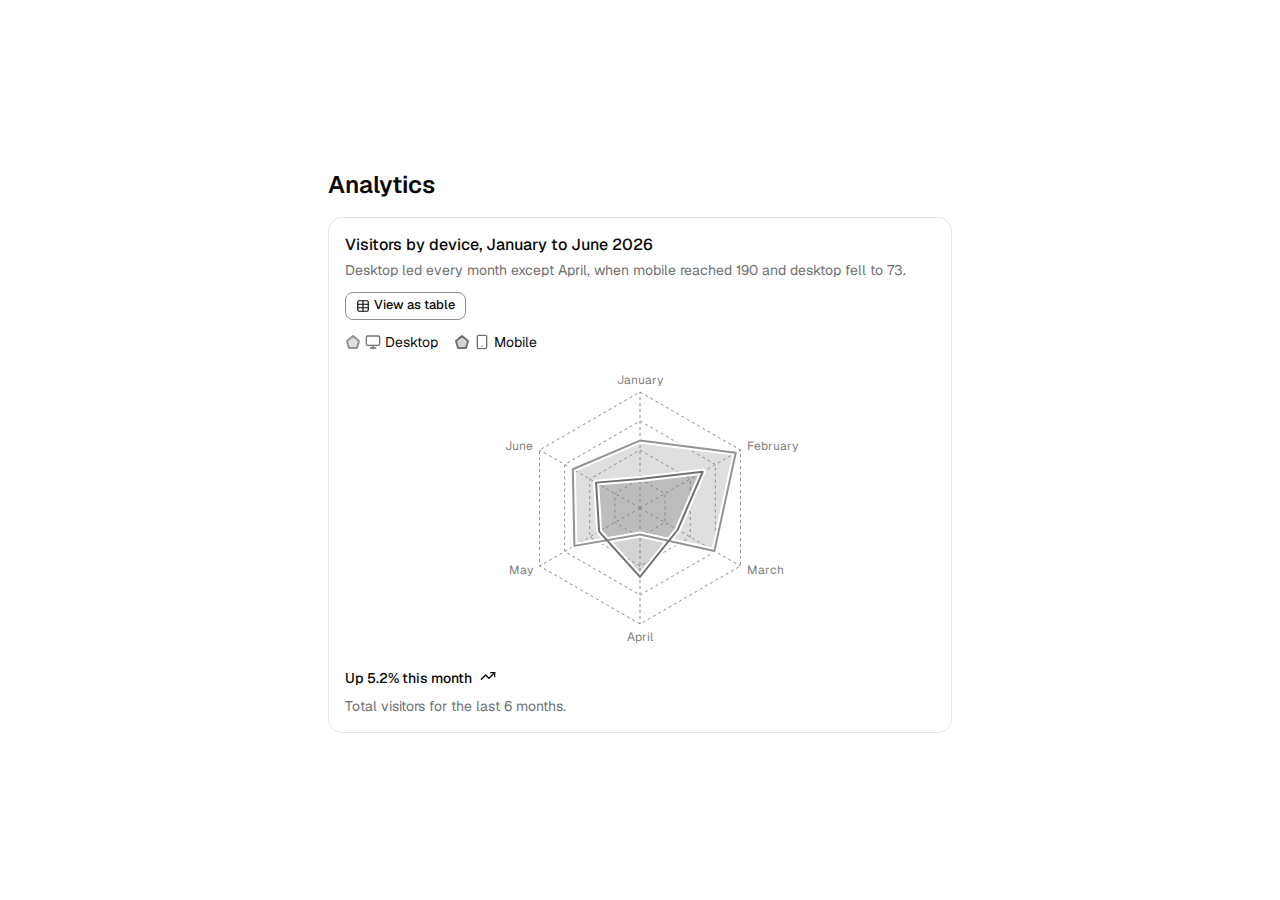 Analytics
Visitors by device, January to June 2026
Desktop led every month except April, when mobile reached 190 and desktop fell to 73.
View as table
Desktop Mobile
January
June February
May March
April
Up 5.2% this month
Total visitors for the last 6 months.